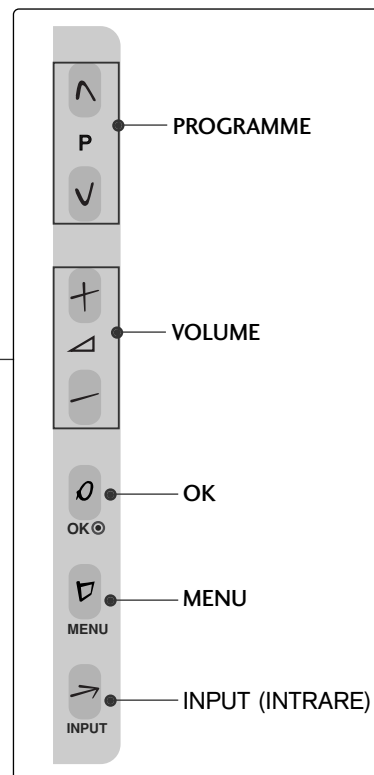 PROGRAMME
P
VOLUME
OK
OK
MENU
MENU
INPUT (INTRARE)
INPUT